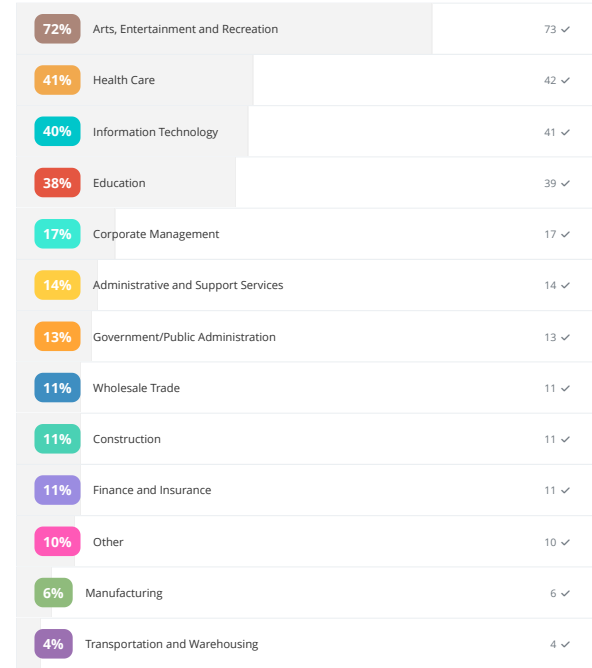 72% Arts, Entertainment and Recreation 73
41% Health Care 42
40% Information Technology 41
38% Education 39
17% Corporate Management 17
14% Administrative and Support Services 14
13% Government/Public Administration 13
11% Wholesale Trade 11
11% Construction 11
11% Finance and Insurance 11
10% Other 10
6% Manufacturing 6
4% Transportation and Warehousing 4